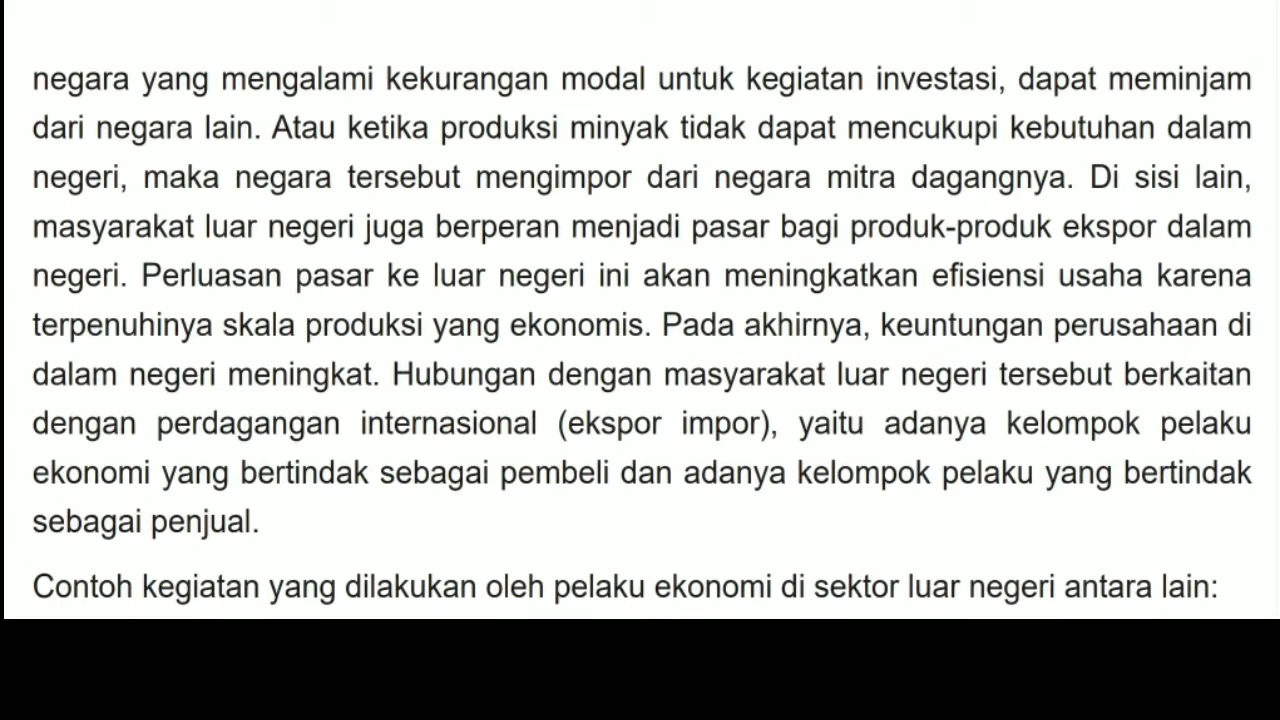 negara yang mengalami kekurangan modal untuk kegiatan investasi, dapat meminjam
dari negara lain. Atau ketika produksi minyak tidak dapat mencukupi kebutuhan dalam
negeri, maka negara tersebut mengimpor dari negara mitra dagangnya. Di sisi lain,
masyarakat luar negeri juga berperan menjadi pasar bagi produk-produk ekspor dalam
negeri. Perluasan pasar ke luar negeri ini akan meningkatkan efisiensi usaha karena
terpenuhinya skala produksi yang ekonomis. Pada akhirnya, keuntungan perusahaan di
dalam negeri meningkat. Hubungan dengan masyarakat luar negeri tersebut berkaitan
dengan perdagangan internasional (ekspor impor), yaitu adanya kelompok pelaku
ekonomi yang bertindak sebagai pembeli dan adanya kelompok pelaku yang bertindak
sebagai penjual.
Contoh kegiatan yang dilakukan oleh pelaku ekonomi di sektor luar negeri antara lain: